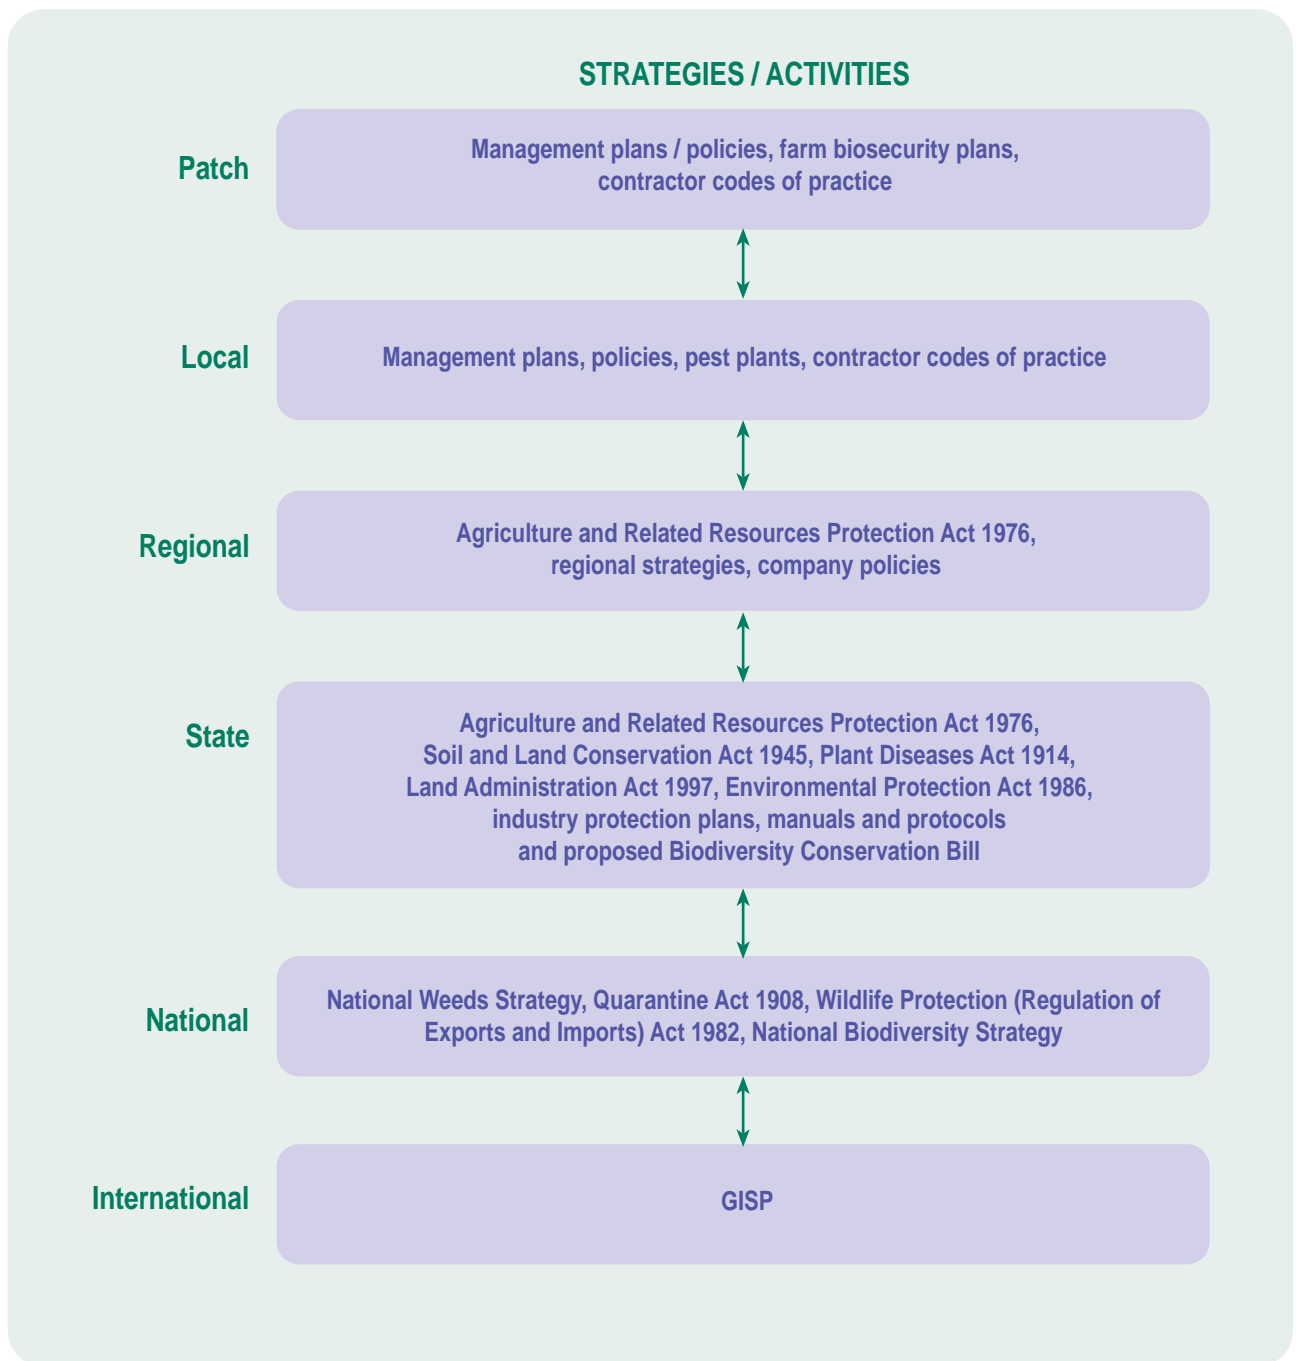 STRATEGIES / ACTIVITIES
Patch
Management plans / policies, farm biosecurity plans,
contractor codes of practice
Local
Management plans, policies, pest plants, contractor codes of practice
Regional
Agriculture and Related Resources Protection Act 1976,
regional strategies, company policies
State
Agriculture and Related Resources Protection Act 1976,
Soil and Land Conservation Act 1945, Plant Diseases Act 1914,
Land Administration Act 1997, Environmental Protection Act 1986,
industry protection plans, manuals and protocols
and proposed Biodiversity Conservation Bill
National
National Weeds Strategy, Quarantine Act 1908, Wildlife Protection (Regulation of
Exports and Imports) Act 1982, National Biodiversity Strategy
International
GISP